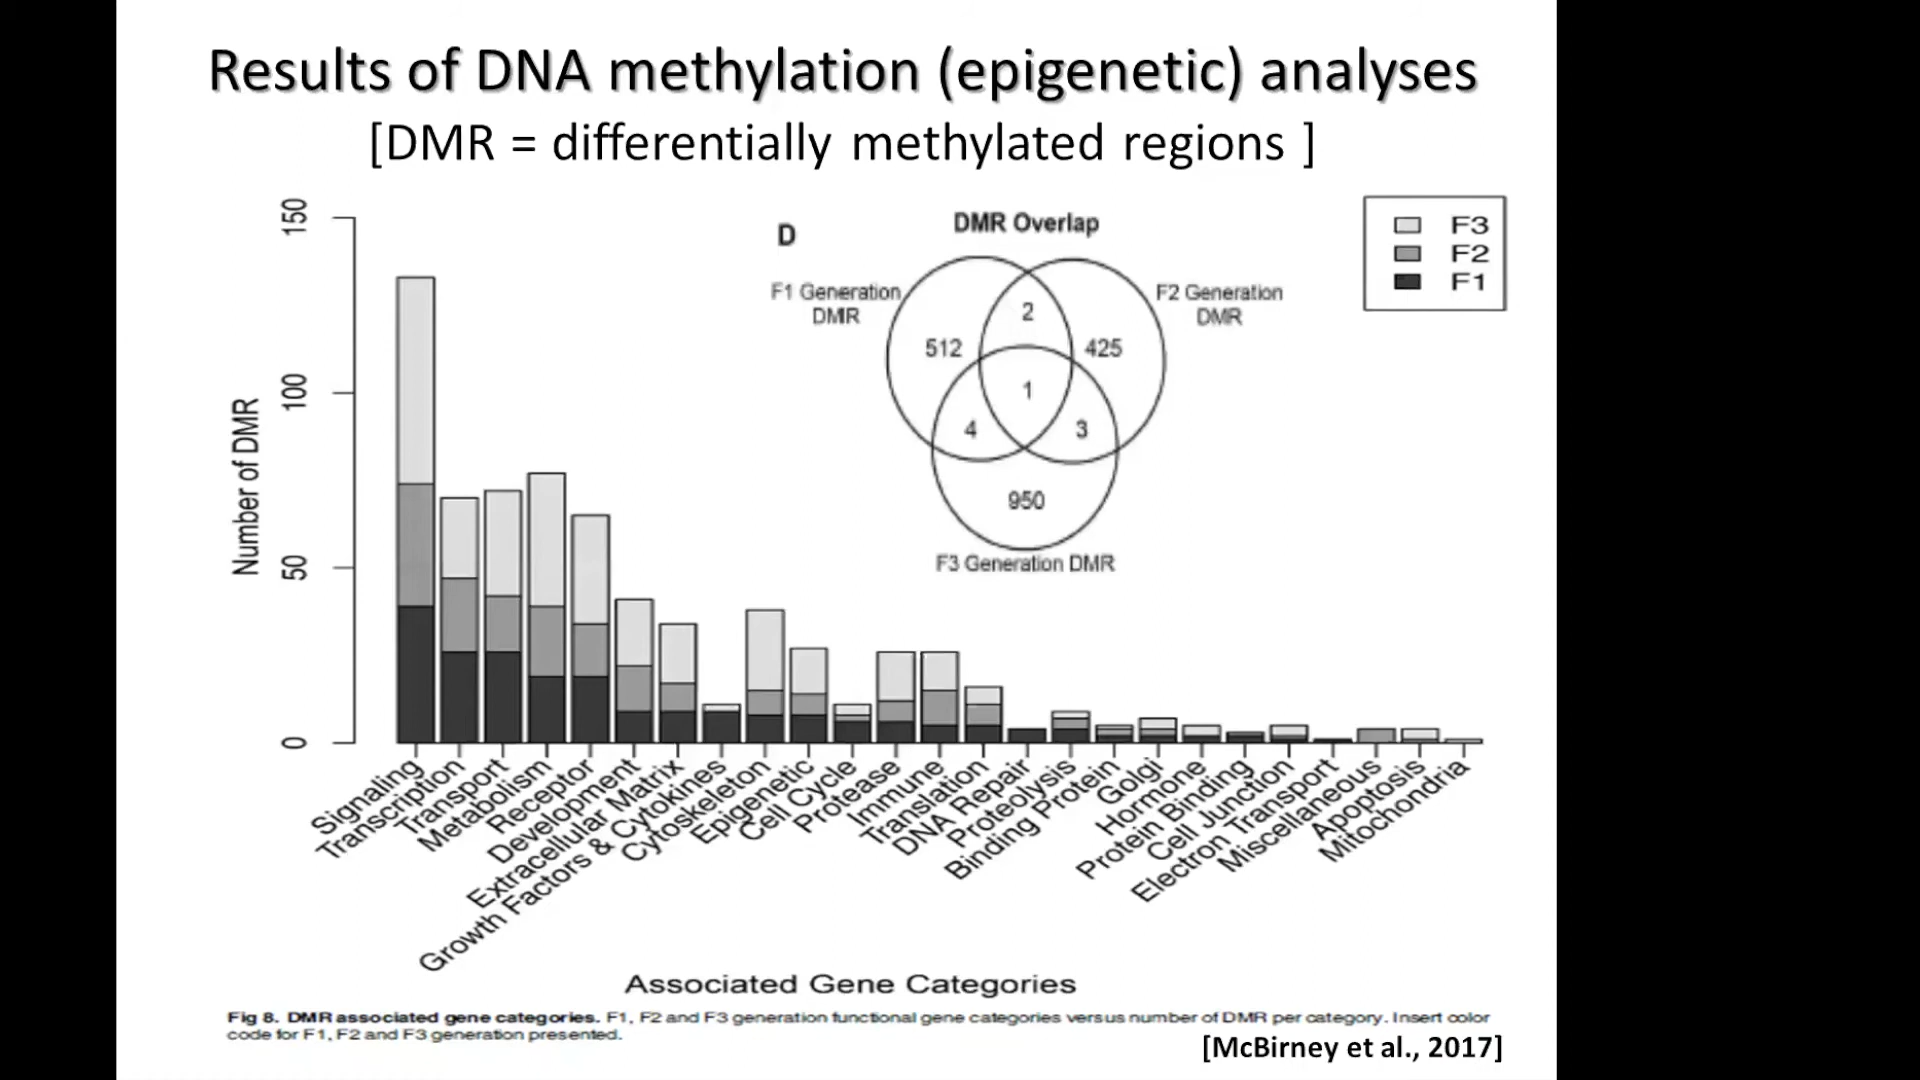 Results of DNA methylation (epigenetic) analyses
[DMR = differentially methylated regions ]
150
100
50
0
Number of DMR
D
DMR Overlap
F1 Generation
DMR
F2 Generation
DMR
2
512
425
1
4
3
950
F3 Generation DMR
F3
F2
F1
Signaling
Transcription
Transport
Metabolism
Receptor
Development
Extracellular Matrix
Growth Factors & Cytokines
Cytoskeleton
Epigenetic
Cell Cycle
Protease
Immune
Translation
DNA Repair
Proteolysis
Binding Protein
Golgi
Hormone
Protein Binding
Cell Junction
Electron Transport
Miscellaneous
Apoptosis
Mitochondria
Associated Gene Categories
Fig 8. DMR associated gene categories. F1, F2 and F3 generation functional gene categories versus number of DMR per category. Insert color
code for F1, F2 and F3 generation presented.
[McBirney et al., 2017]